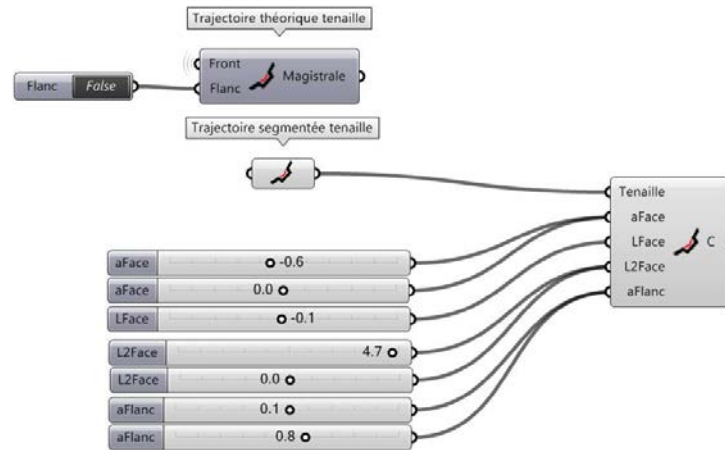 Trajectoire théorique tenaille
Front
Flanc False Flanc Magistrale
Trajectoire segmentée tenaille
Tenaille
aFace
LFace C
L2Face
aFlanc
aFace -0.6
aFace 0.0
LFace -0.1
L2Face 4.7
L2Face 0.0
aFlanc 0.1
aFlanc 0.8